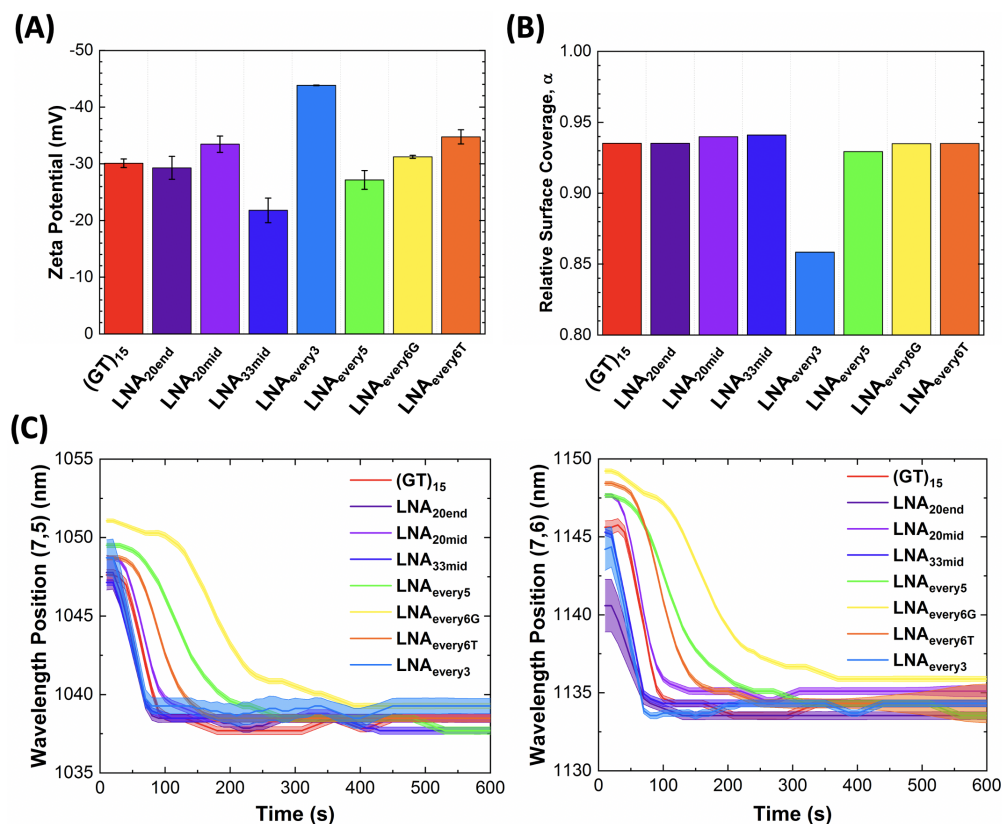 (A)
-50
-40
-30
-20
-10
0
Zeta Potential (mV)
(GT)15
LNA20end
LNA20mid
LNA33mid
LNAevery3
LNAevery5
LNAevery6G
LNAevery6T
(B)
1.00
0.95
0.90
0.85
0.80
Relative Surface Coverage, α
(GT)15
LNA20end
LNA20mid
LNA33mid
LNAevery3
LNAevery5
LNAevery6G
LNAevery6T
(C)
1055
1050
1045
1040
1035
Wavelength Position (7,5) (nm)
(GT)15
LNA20end
LNA20mid
LNA33mid
LNAevery5
LNAevery6G
LNAevery6T
LNAevery3
0 100 200 300 400 500 600
Time (s)
1150
1145
1140
1135
1130
Wavelength Position (7,6) (nm)
(GT)15
LNA20end
LNA20mid
LNA33mid
LNAevery5
LNAevery6G
LNAevery6T
LNAevery3
0 100 200 300 400 500 600
Time (s)